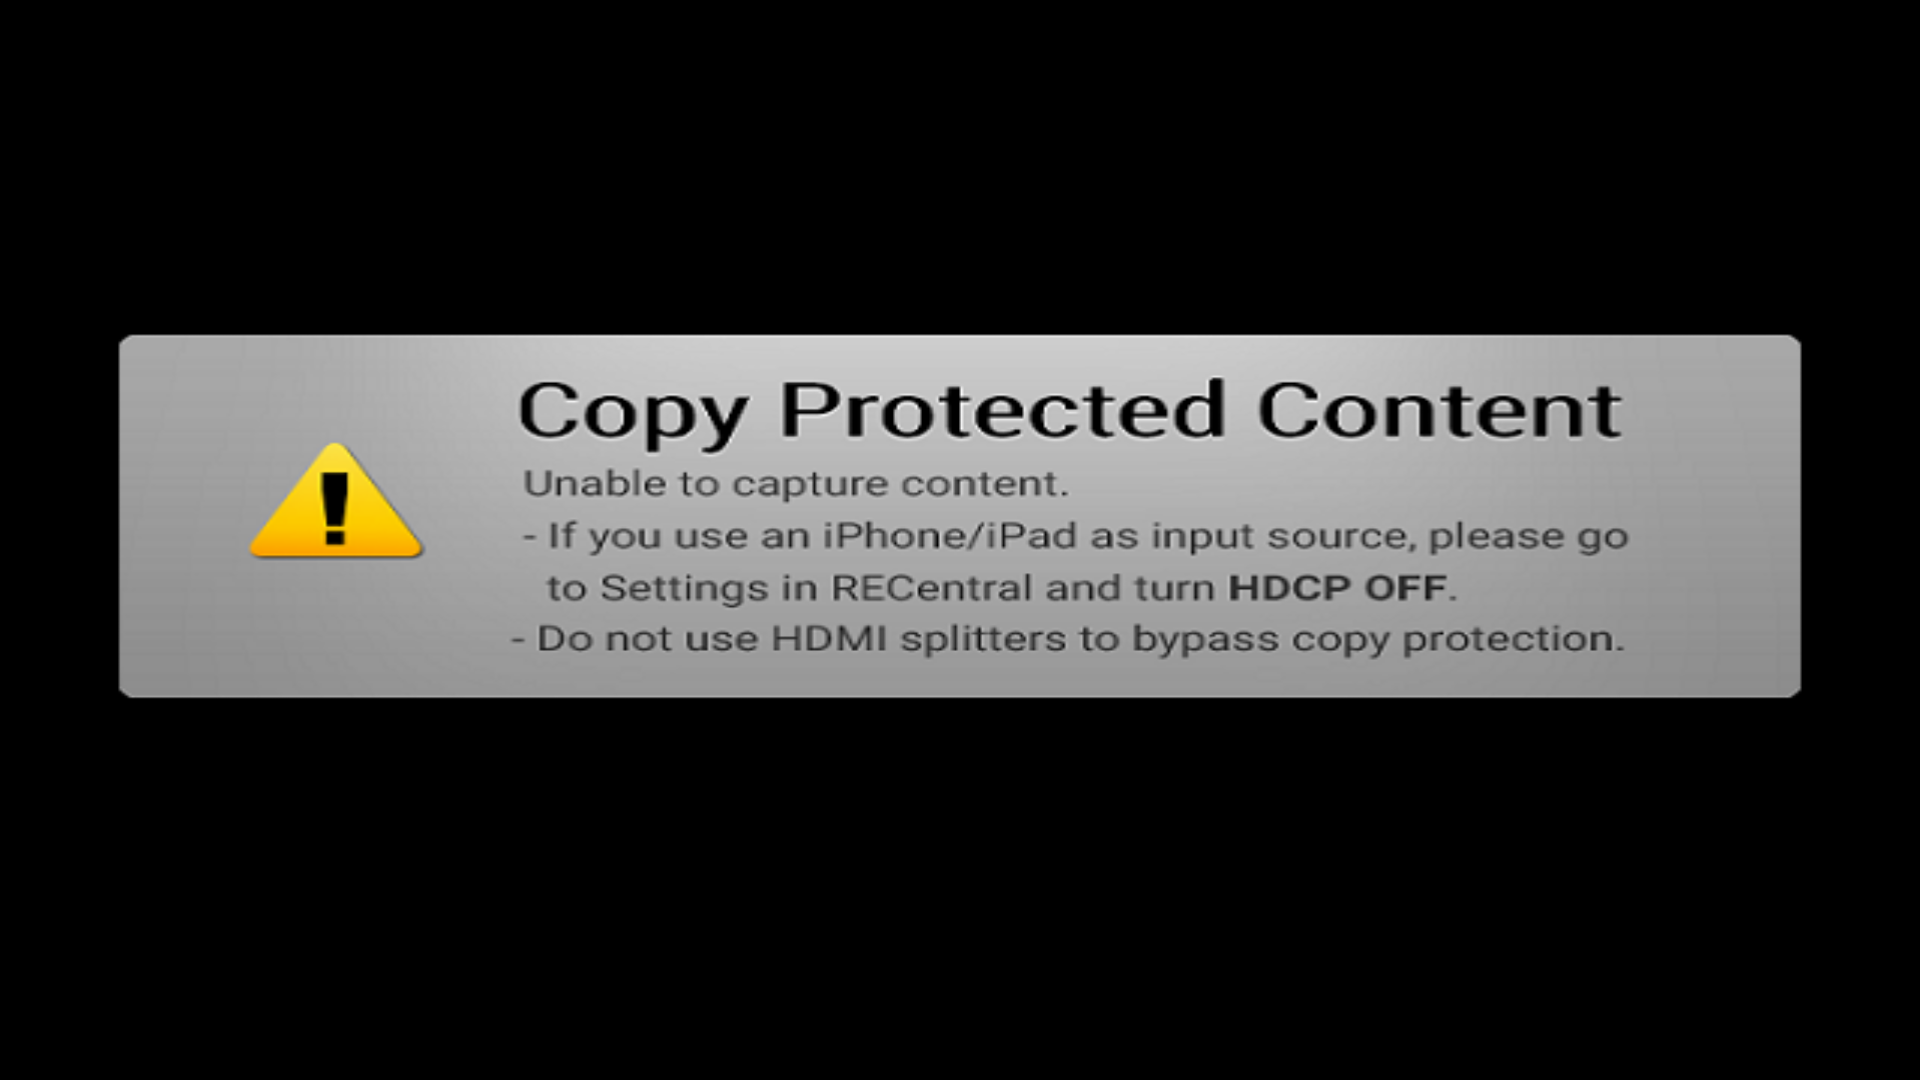 Copy Protected Content
Unable to capture content.
- If you use an iPhone/iPad as input source, please go
to Settings in RECentral and turn HDCP OFF.
- Do not use HDMI splitters to bypass copy protection.